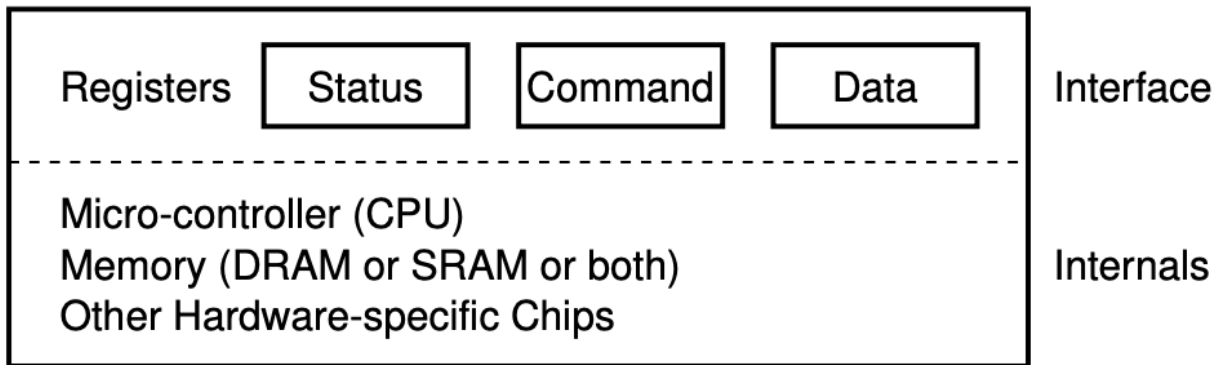 Registers Status Command Data Interface
Micro-controller (CPU)
Memory (DRAM or SRAM or both) Internals
Other Hardware-specific Chips